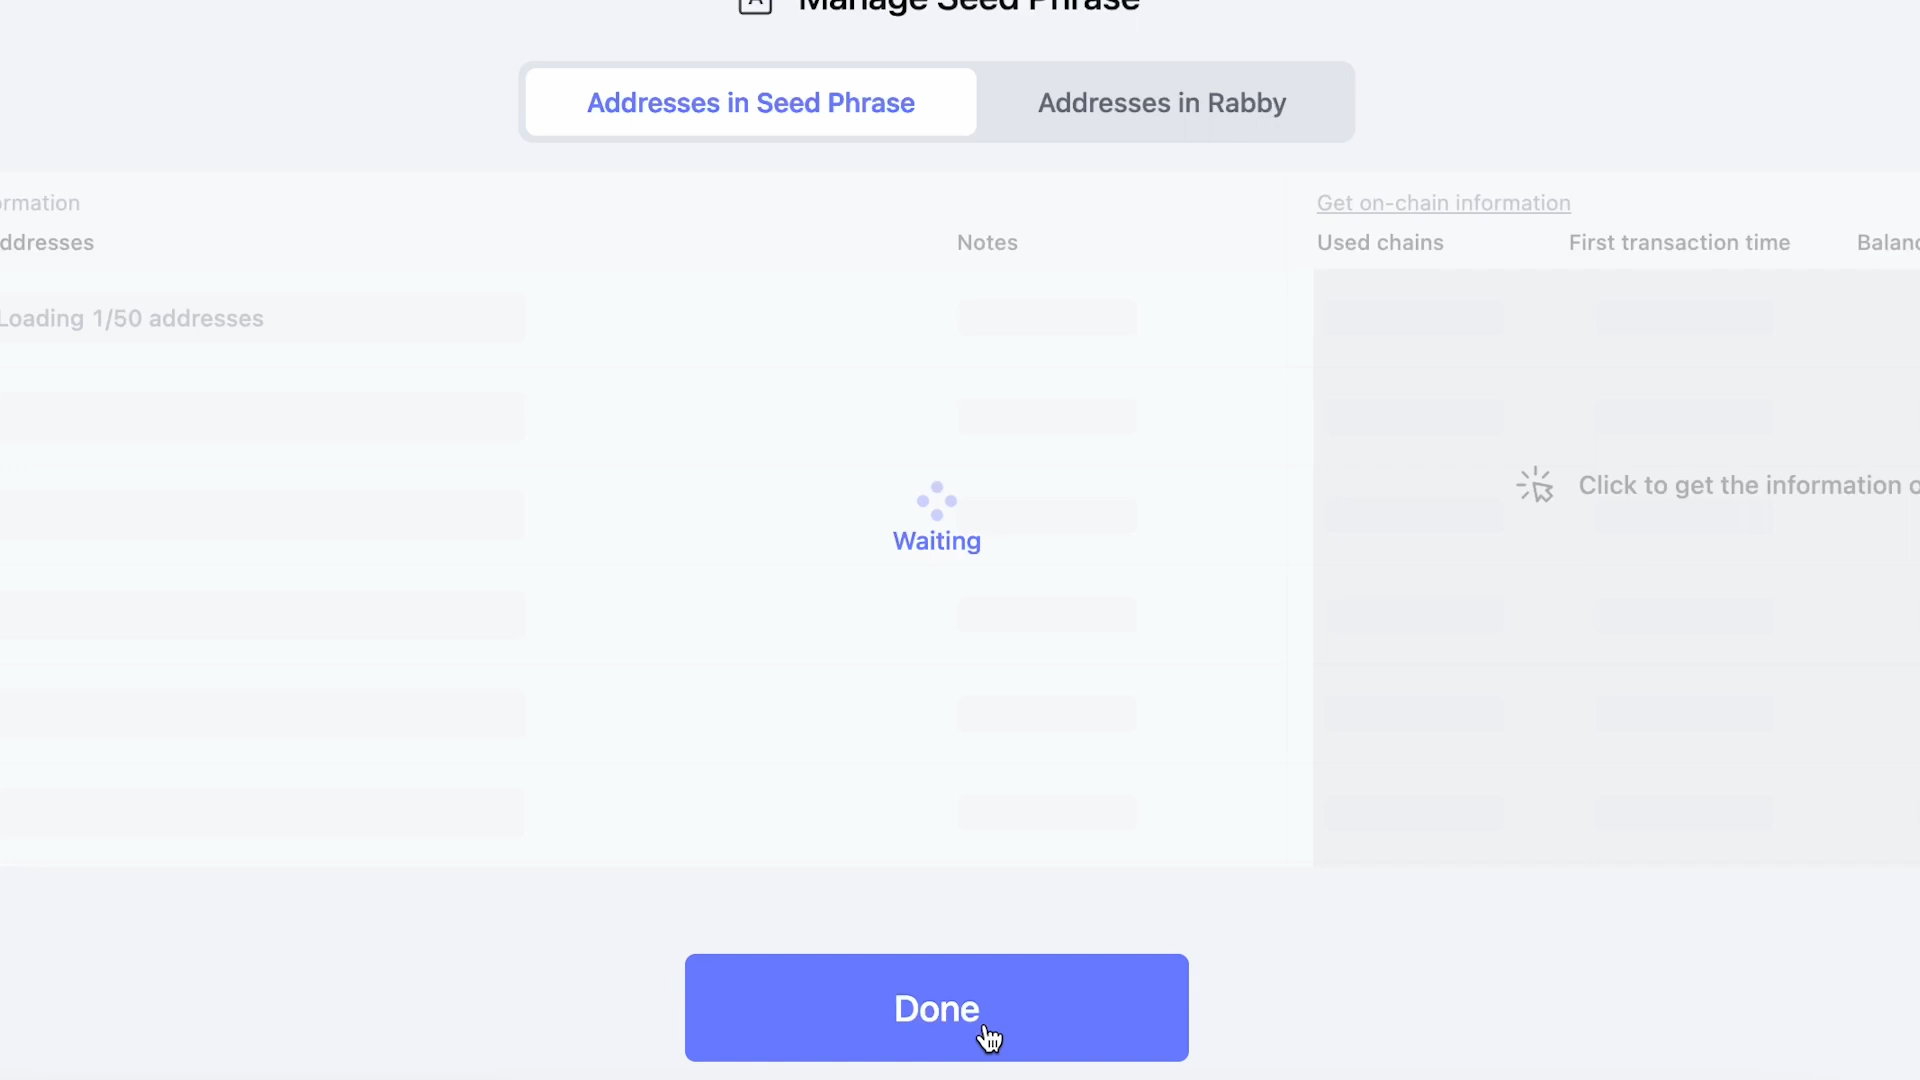 Manage Seed Phrase
Addresses in Seed Phrase
Addresses in Rabby
ormation
Get on-chain information
ddresses
Notes
Used chains
First transaction time
Balanc
Loading 1/50 addresses
Click to get the information o
Waiting
Done